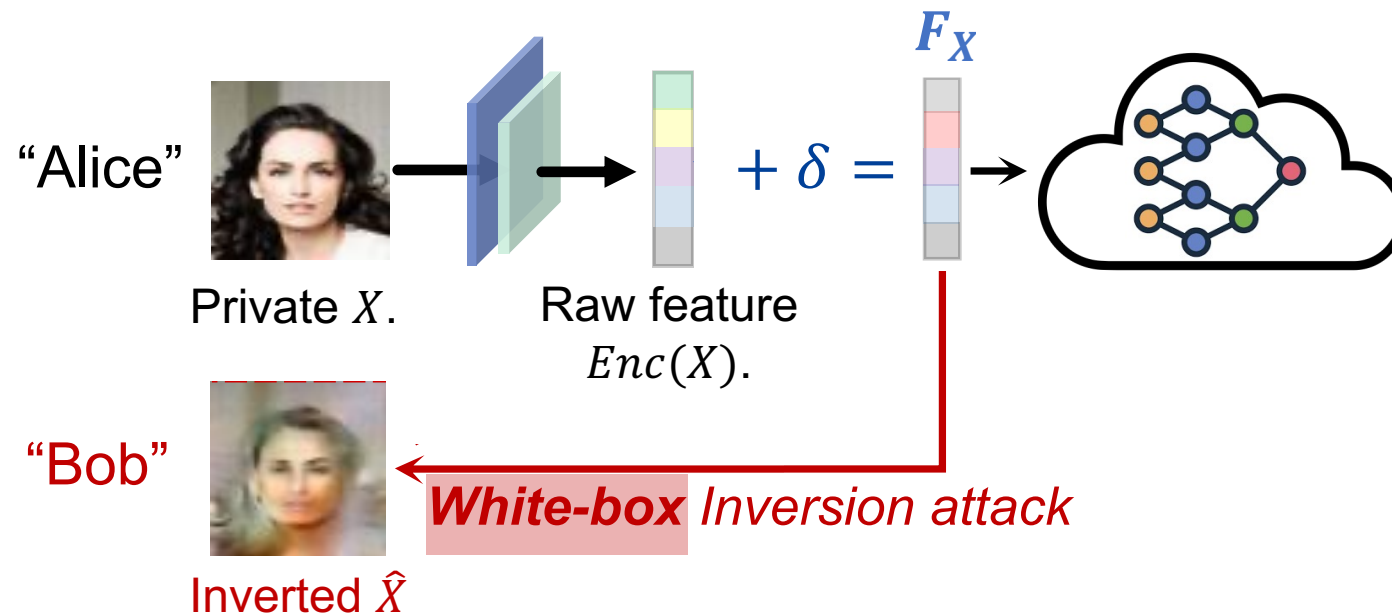 F_X
“Alice”
+ δ =
Private X.
Raw feature
Enc(X).
“Bob”
White-box Inversion attack
Inverted X̂